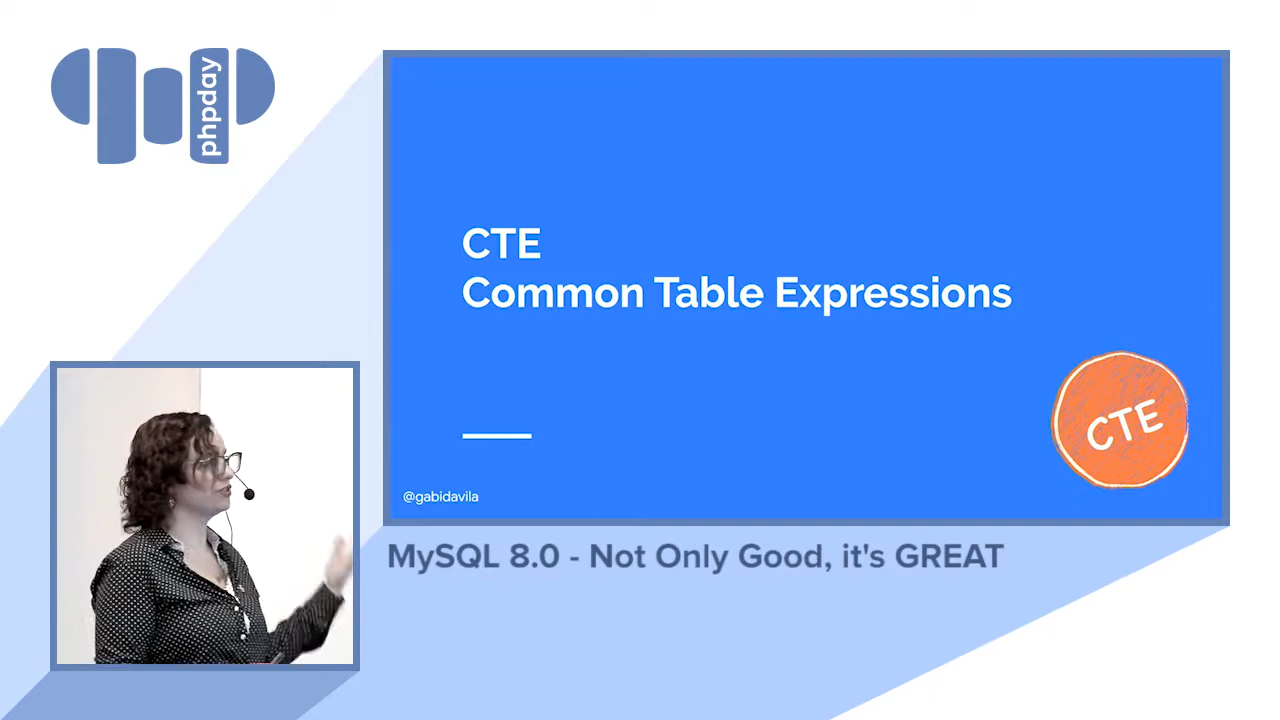 phpday
CTE
Common Table Expressions
CTE
@gabidavila
MySQL 8.0 - Not Only Good, it's GREAT